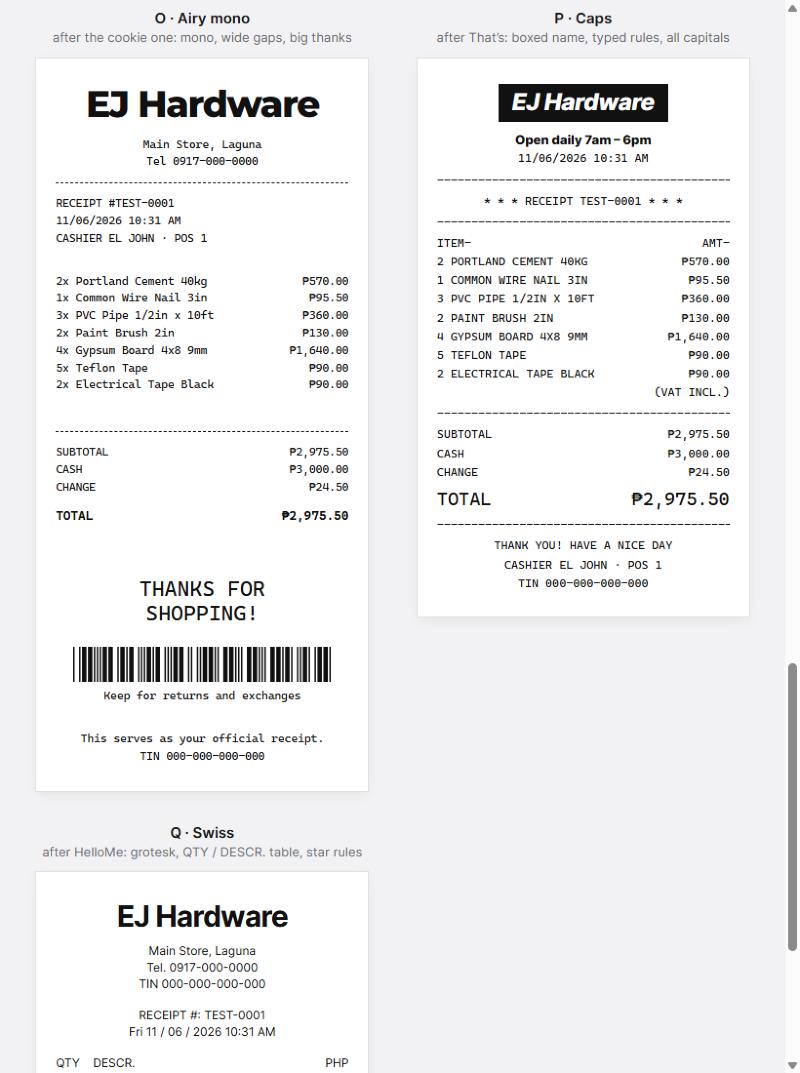 O · Airy mono
after the cookie one: mono, wide gaps, big thanks
EJ Hardware
Main Store, Laguna
Tel 0917-000-0000
RECEIPT #TEST-0001
11/06/2026 10:31 AM
CASHIER EL JOHN · POS 1
2x Portland Cement 40kg ₱570.00
1x Common Wire Nail 3in ₱95.50
3x PVC Pipe 1/2in x 10ft ₱360.00
2x Paint Brush 2in ₱130.00
4x Gypsum Board 4x8 9mm ₱1,640.00
5x Teflon Tape ₱90.00
2x Electrical Tape Black ₱90.00
SUBTOTAL ₱2,975.50
CASH ₱3,000.00
CHANGE ₱24.50
TOTAL ₱2,975.50
THANKS FOR
SHOPPING!
Keep for returns and exchanges
This serves as your official receipt.
TIN 000-000-000-000
P · Caps
after That's: boxed name, typed rules, all capitals
EJ Hardware
Open daily 7am – 6pm
11/06/2026 10:31 AM
* * * RECEIPT TEST-0001 * * *
ITEM- AMT-
2 PORTLAND CEMENT 40KG ₱570.00
1 COMMON WIRE NAIL 3IN ₱95.50
3 PVC PIPE 1/2IN X 10FT ₱360.00
2 PAINT BRUSH 2IN ₱130.00
4 GYPSUM BOARD 4X8 9MM ₱1,640.00
5 TEFLON TAPE ₱90.00
2 ELECTRICAL TAPE BLACK ₱90.00
(VAT INCL.)
SUBTOTAL ₱2,975.50
CASH ₱3,000.00
CHANGE ₱24.50
TOTAL ₱2,975.50
THANK YOU! HAVE A NICE DAY
CASHIER EL JOHN · POS 1
TIN 000-000-000-000
Q · Swiss
after HelloMe: grotesk, QTY / DESCR. table, star rules
EJ Hardware
Main Store, Laguna
Tel. 0917-000-0000
TIN 000-000-000-000
RECEIPT #: TEST-0001
Fri 11 / 06 / 2026 10:31 AM
QTY DESCR. PHP